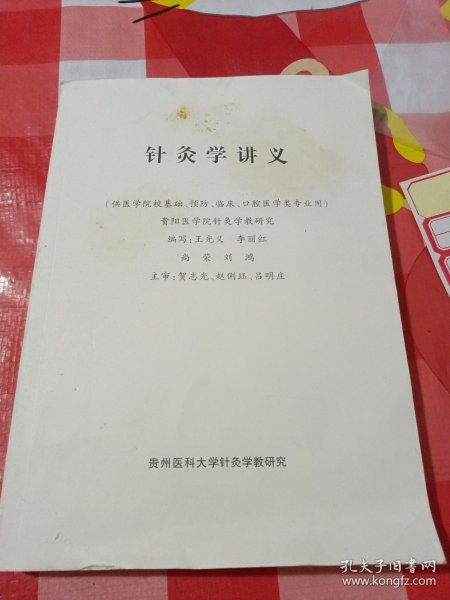 针灸学讲义
(供医学院校基础、预防、临床、口腔医学类专业用)
贵阳医学院针灸学教研究
编写:王光义 李丽红
尚荣 刘鸿
主审:贺志光、赵俐珏、吕明庄
贵州医科大学针灸学教研究
孔夫子旧书网
www.kongfz.com